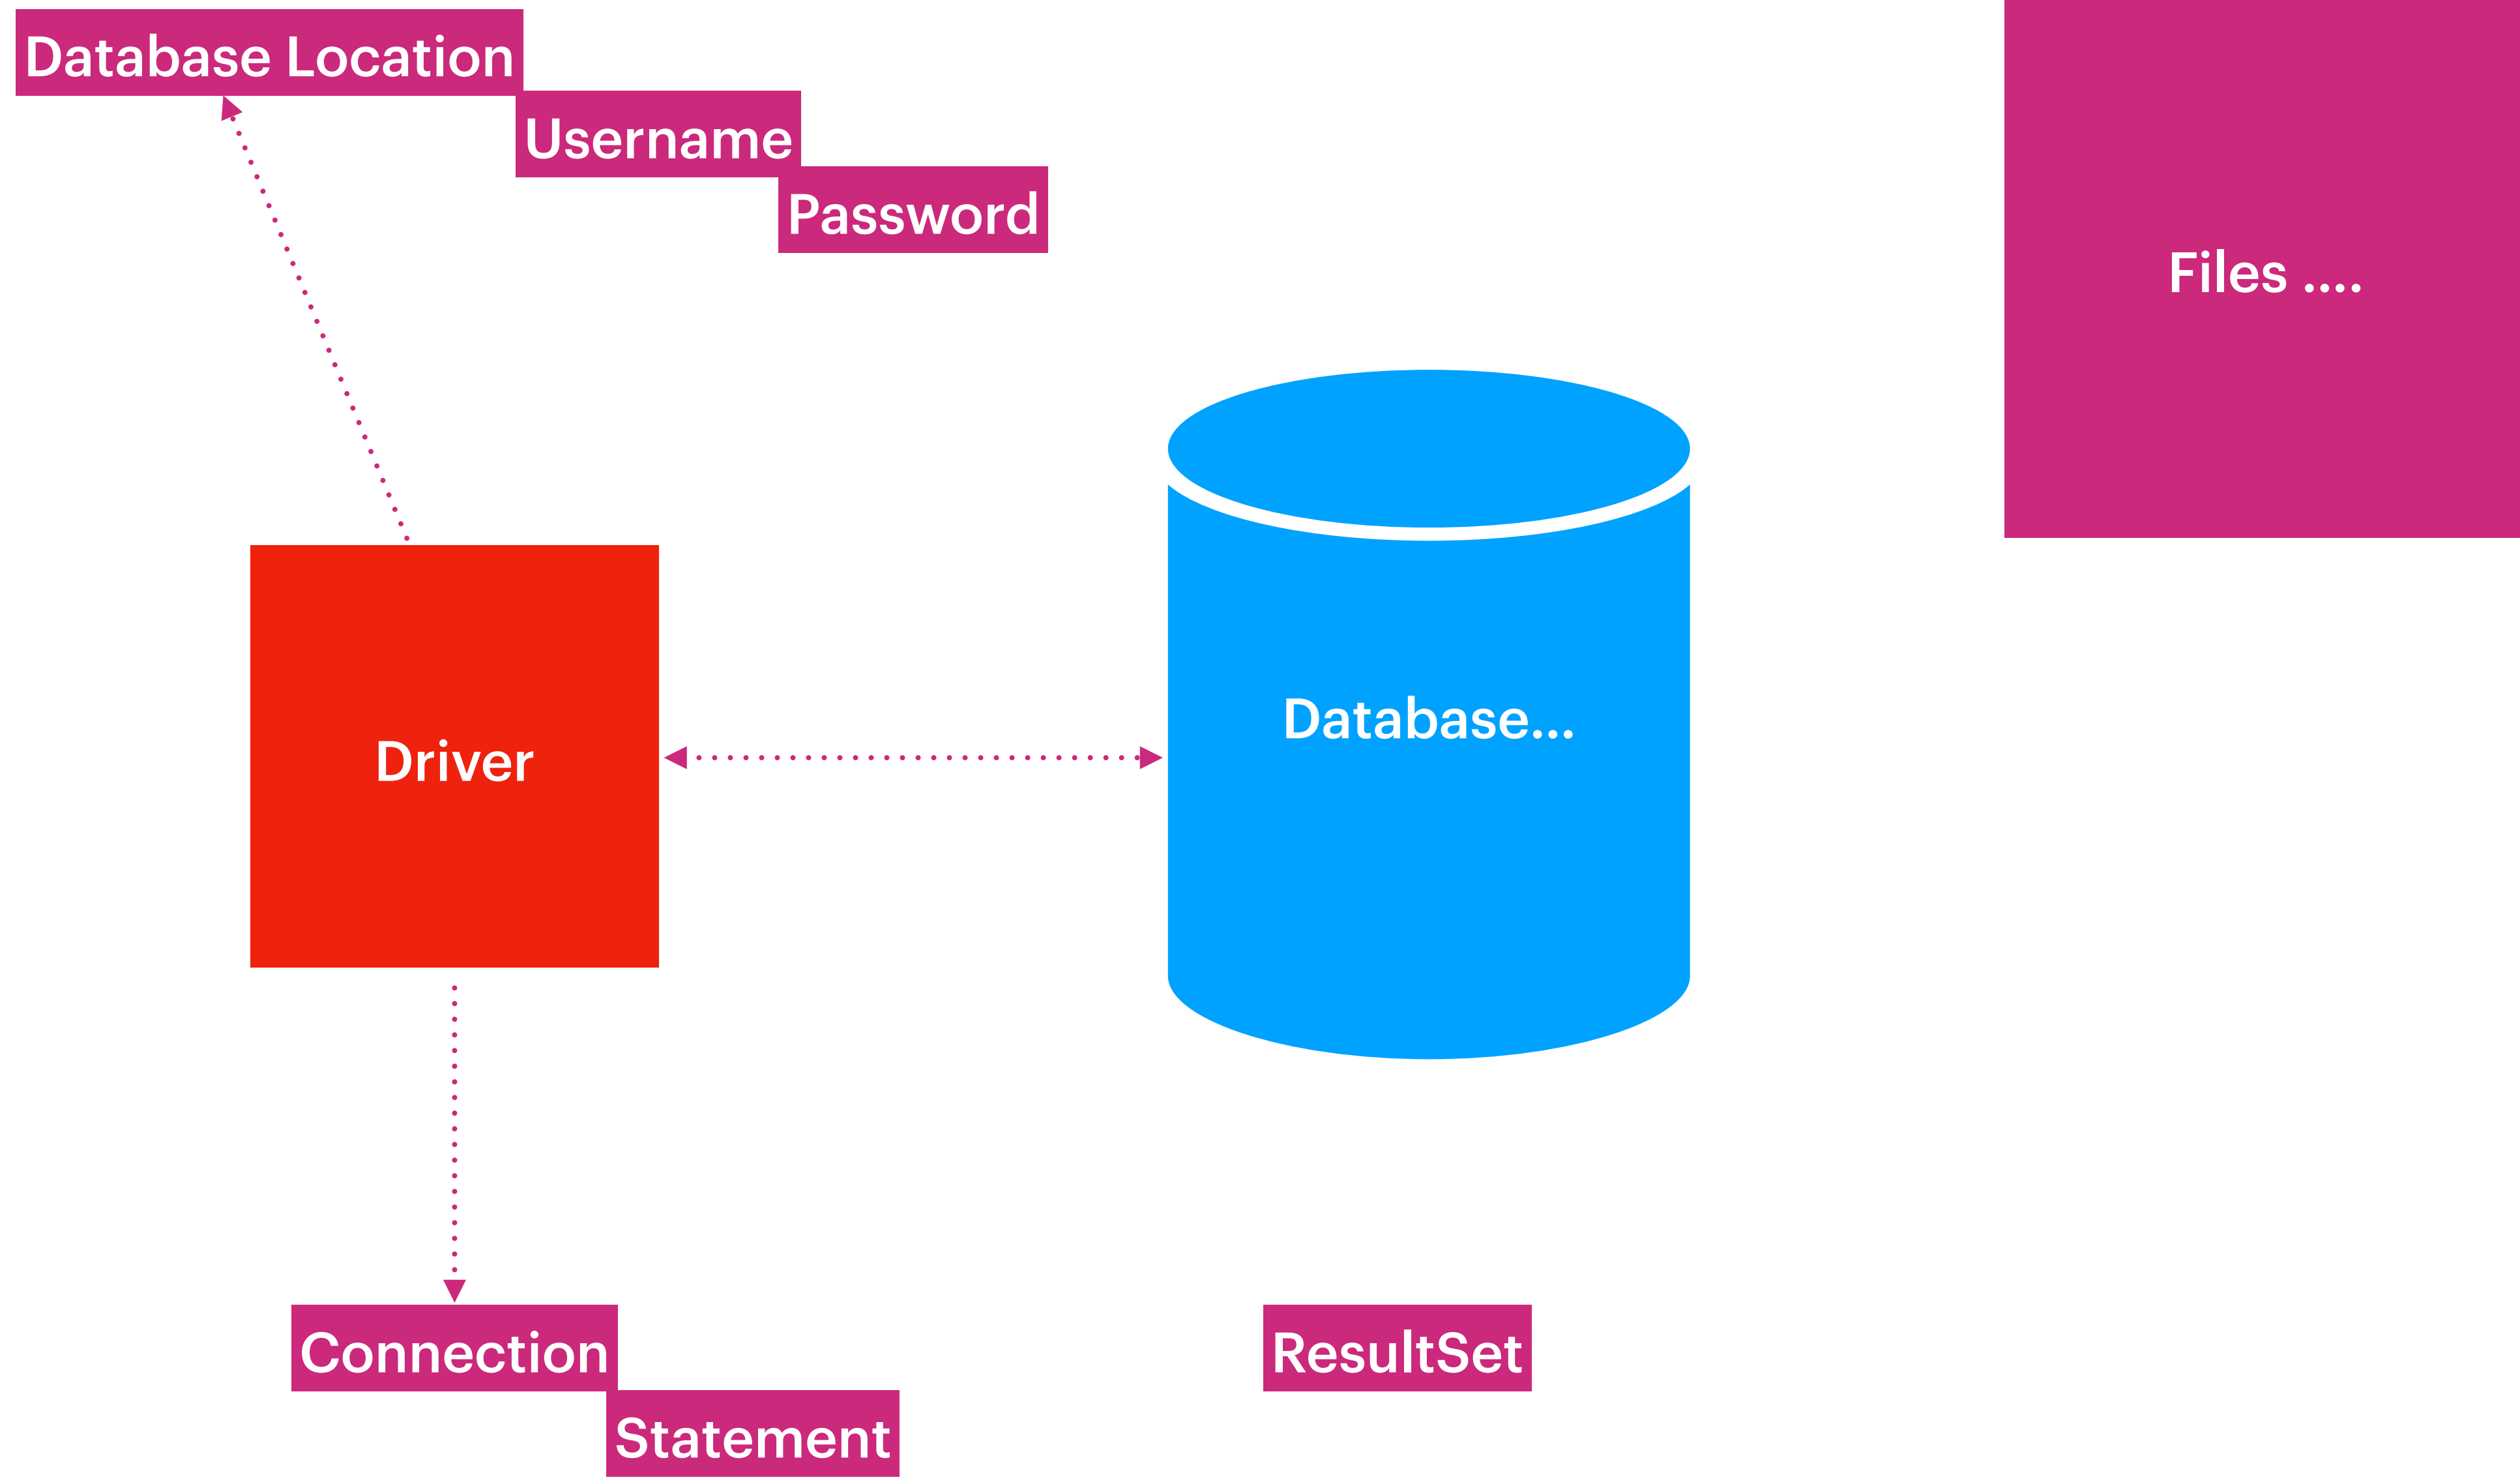 Database Location
Username
Password
Files ....
Database...
Driver
Connection
ResultSet
Statement